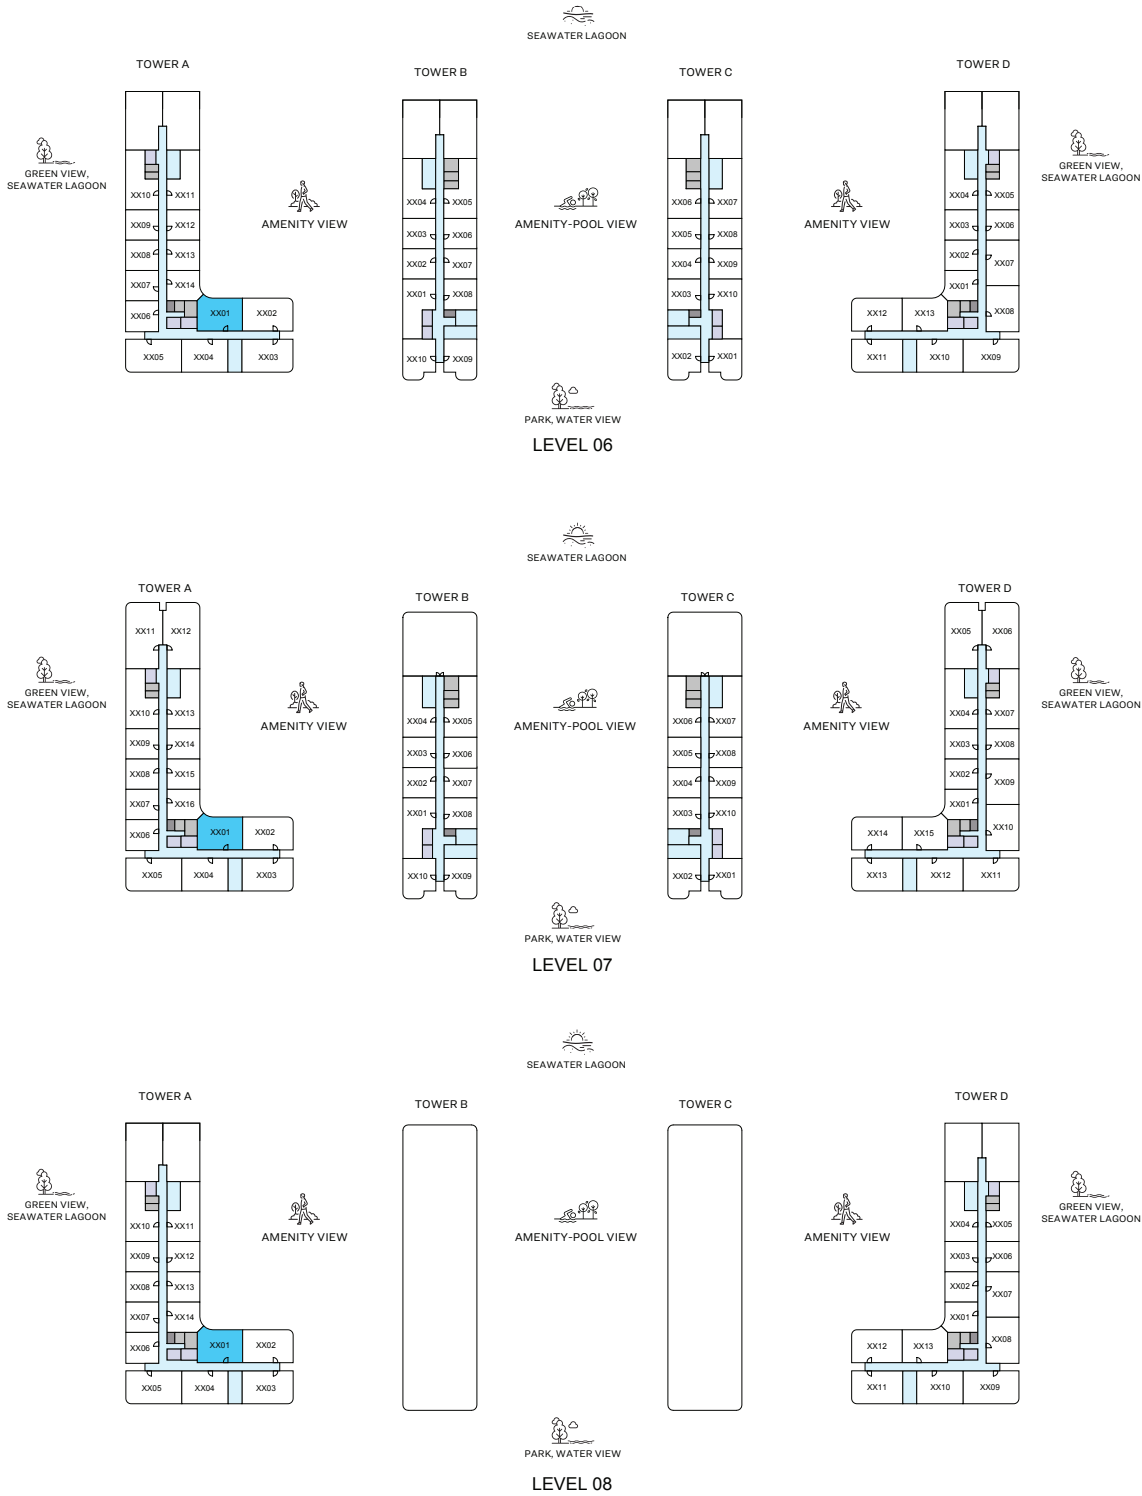 SEAWATER LAGOON
TOWER A
TOWER B
TOWER C
TOWER D
GREEN VIEW,
SEAWATER LAGOON
AMENITY VIEW
AMENITY-POOL VIEW
AMENITY VIEW
GREEN VIEW,
SEAWATER LAGOON
XX10 XX11
XX09 XX12
XX08 XX13
XX07 XX14
XX06 XX01 XX02
XX05 XX04 XX03
XX04 XX05
XX03 XX06
XX02 XX07
XX01 XX08
XX10 XX09
XX06 XX07
XX05 XX08
XX04 XX09
XX03 XX10
XX02 XX01
XX04 XX05
XX03 XX06
XX02 XX07
XX01
XX12 XX13 XX08
XX11 XX10 XX09
PARK, WATER VIEW
LEVEL 06
SEAWATER LAGOON
TOWER A
TOWER B
TOWER C
TOWER D
GREEN VIEW,
SEAWATER LAGOON
AMENITY VIEW
AMENITY-POOL VIEW
AMENITY VIEW
GREEN VIEW,
SEAWATER LAGOON
XX11 XX12
XX10 XX13
XX09 XX14
XX08 XX15
XX07 XX16
XX06 XX01 XX02
XX05 XX04 XX03
XX04 XX05
XX03 XX06
XX02 XX07
XX01 XX08
XX10 XX09
XX06 XX07
XX05 XX08
XX04 XX09
XX03 XX10
XX02 XX01
XX05 XX06
XX04 XX07
XX03 XX08
XX02 XX09
XX01
XX14 XX15 XX10
XX13 XX12 XX11
PARK, WATER VIEW
LEVEL 07
SEAWATER LAGOON
TOWER A
TOWER B
TOWER C
TOWER D
GREEN VIEW,
SEAWATER LAGOON
AMENITY VIEW
AMENITY-POOL VIEW
AMENITY VIEW
GREEN VIEW,
SEAWATER LAGOON
XX10 XX11
XX09 XX12
XX08 XX13
XX07 XX14
XX06 XX01 XX02
XX05 XX04 XX03
XX04 XX05
XX03 XX06
XX02 XX07
XX01
XX12 XX13 XX08
XX11 XX10 XX09
PARK, WATER VIEW
LEVEL 08